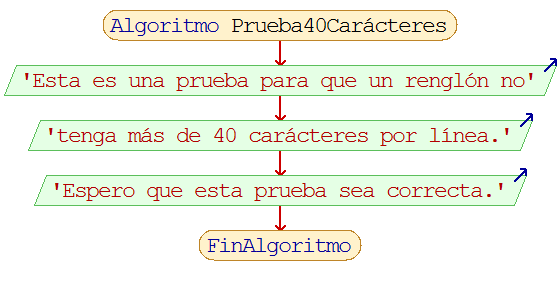 Algoritmo Prueba40Carácteres
'Esta es una prueba para que un renglón no'
'tenga más de 40 carácteres por línea.'
'Espero que esta prueba sea correcta.'
FinAlgoritmo